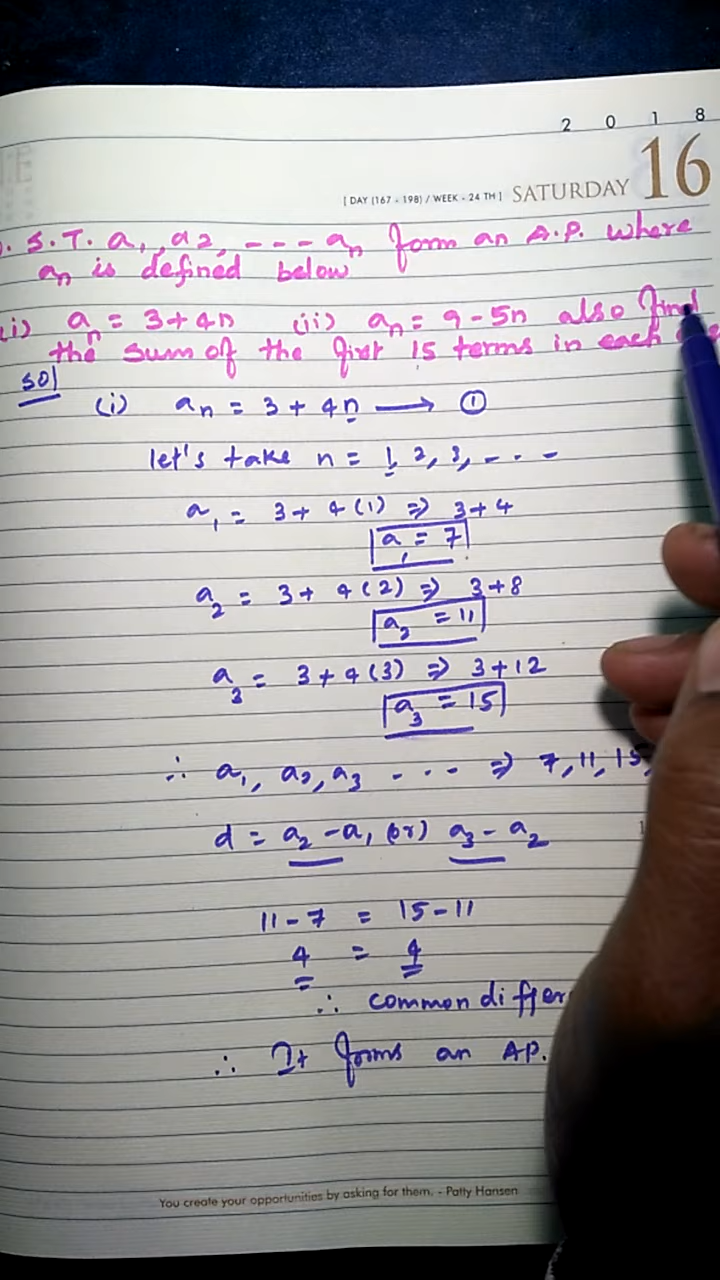 2 0 1 8
[ DAY (167 - 198) / WEEK - 24 TH ] SATURDAY 16
S.T. a₁, a₂, ---- aₙ form an A.P. where
aₙ is defined below
(i) aₙ = 3+4n (ii) aₙ = 9-5n also find
the sum of the first 15 terms in each
Sol
(i) aₙ = 3 + 4n ⟶ ①
let's take n = 1, 2, 3, - - -
a₁ = 3+ 4(1) ⇒ 3+4
a₁ = 7
a₂ = 3+ 4(2) ⇒ 3+8
a₂ = 11
a₃ = 3+4(3) ⇒ 3+12
a₃ = 15
∴ a₁, a₂, a₃ - - - ⇒ 7, 11, 15,
d = a₂ - a₁ (or) a₃ - a₂
11-7 = 15-11
4 = 4
∴ common differ
∴ It forms an AP.
You create your opportunities by asking for them. - Patty Hansen